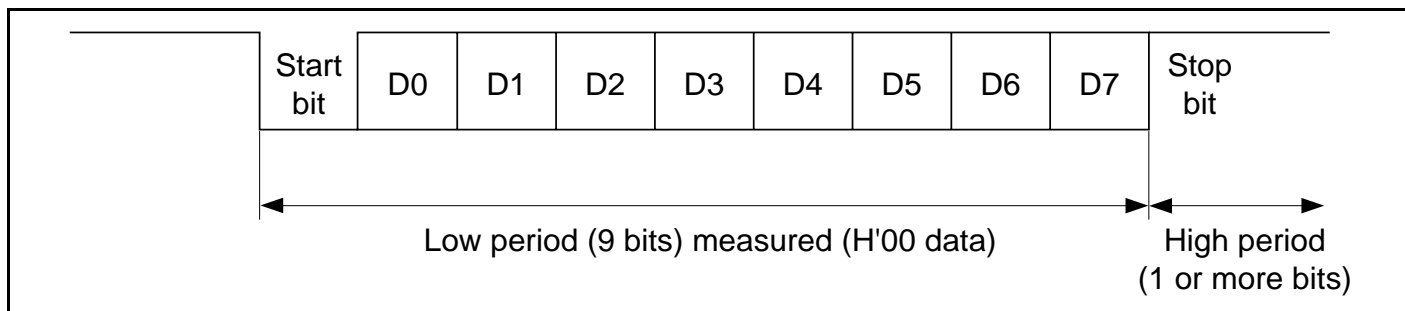 Start
bit
D0
D1
D2
D3
D4
D5
D6
D7
Stop
bit
Low period (9 bits) measured (H'00 data)
High period
(1 or more bits)